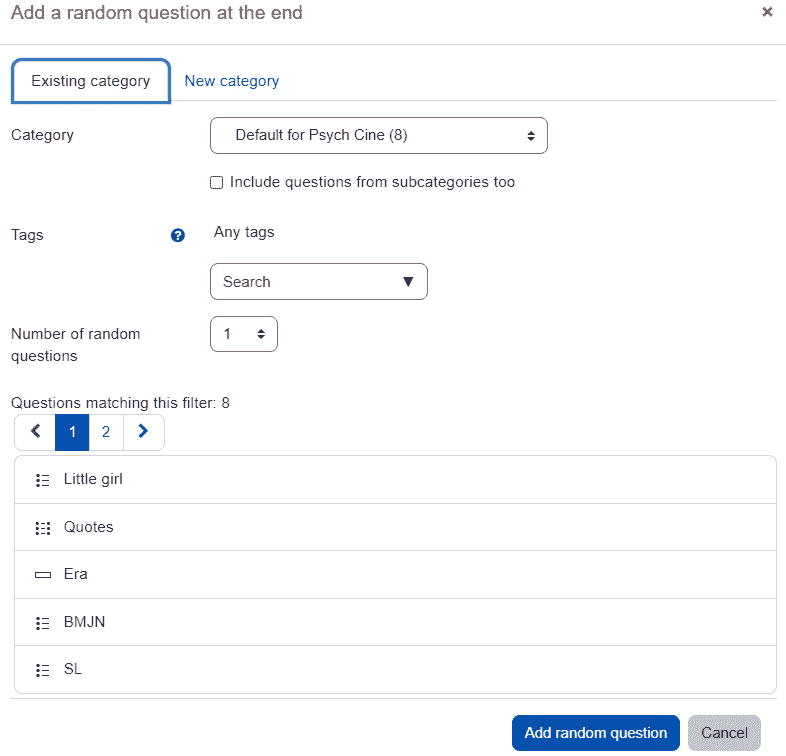 Add a random question at the end
Existing category
New category
Category
Default for Psych Cine (8)
Include questions from subcategories too
Tags
Any tags
Search
Number of random
questions
1
Questions matching this filter: 8
1 2
Little girl
Quotes
Era
BMJN
SL
Add random question
Cancel